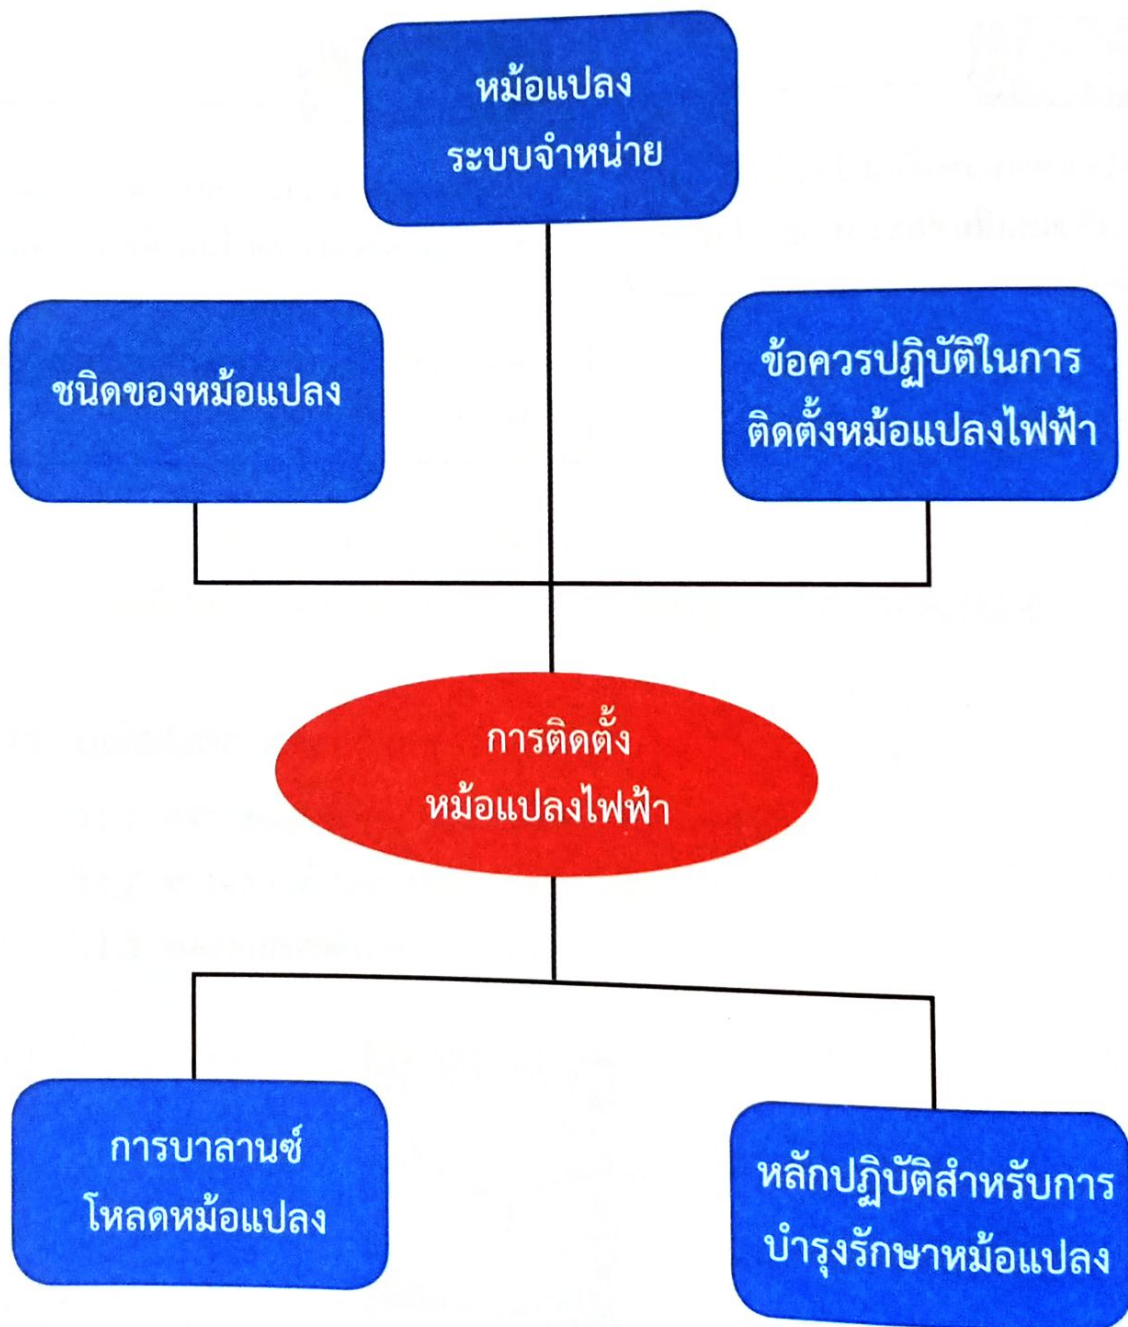 หม้อแปลง
ระบบจำหน่าย
ชนิดของหม้อแปลง
ข้อควรปฏิบัติในการ
ติดตั้งหม้อแปลงไฟฟ้า
การติดตั้ง
หม้อแปลงไฟฟ้า
การบาลานซ์
โหลดหม้อแปลง
หลักปฏิบัติสำหรับการ
บำรุงรักษาหม้อแปลง